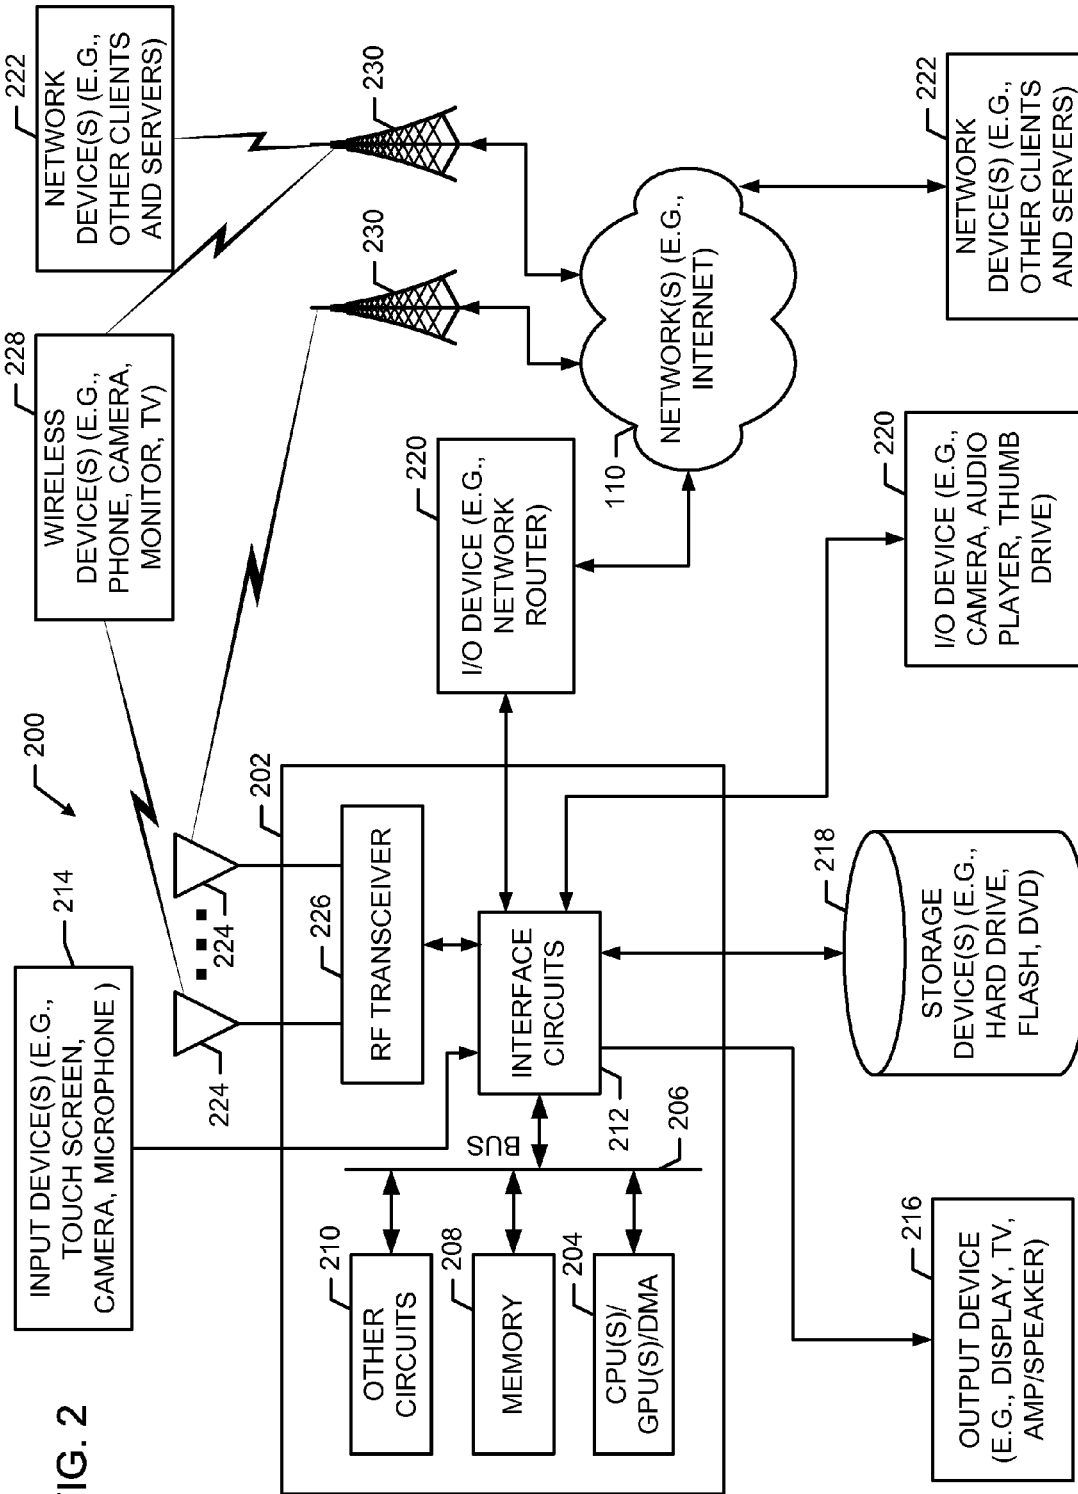 FIG. 2
200
INPUT DEVICE(S) (E.G.,
TOUCH SCREEN,
CAMERA, MICROPHONE )
214
WIRELESS
DEVICE(S) (E.G.,
PHONE, CAMERA,
MONITOR, TV)
228
NETWORK
DEVICE(S) (E.G.,
OTHER CLIENTS
AND SERVERS)
222
224
224
230
230
202
RF TRANSCEIVER
226
OTHER
CIRCUITS
210
MEMORY
208
CPU(S)/
GPU(S)/DMA
204
BUS
206
INTERFACE
CIRCUITS
212
I/O DEVICE (E.G.,
NETWORK
ROUTER)
220
NETWORK(S) (E.G.,
INTERNET)
110
OUTPUT DEVICE
(E.G., DISPLAY, TV,
AMP/SPEAKER)
216
STORAGE
DEVICE(S) (E.G.,
HARD DRIVE,
FLASH, DVD)
218
I/O DEVICE (E.G.,
CAMERA, AUDIO
PLAYER, THUMB
DRIVE)
220
NETWORK
DEVICE(S) (E.G.,
OTHER CLIENTS
AND SERVERS)
222